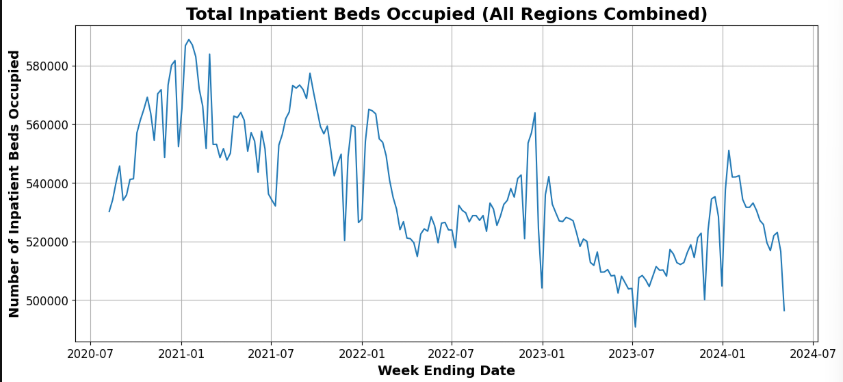 Total Inpatient Beds Occupied (All Regions Combined)
Number of Inpatient Beds Occupied
580000
560000
540000
520000
500000
2020-07 2021-01 2021-07 2022-01 2022-07 2023-01 2023-07 2024-01 2024-07
Week Ending Date